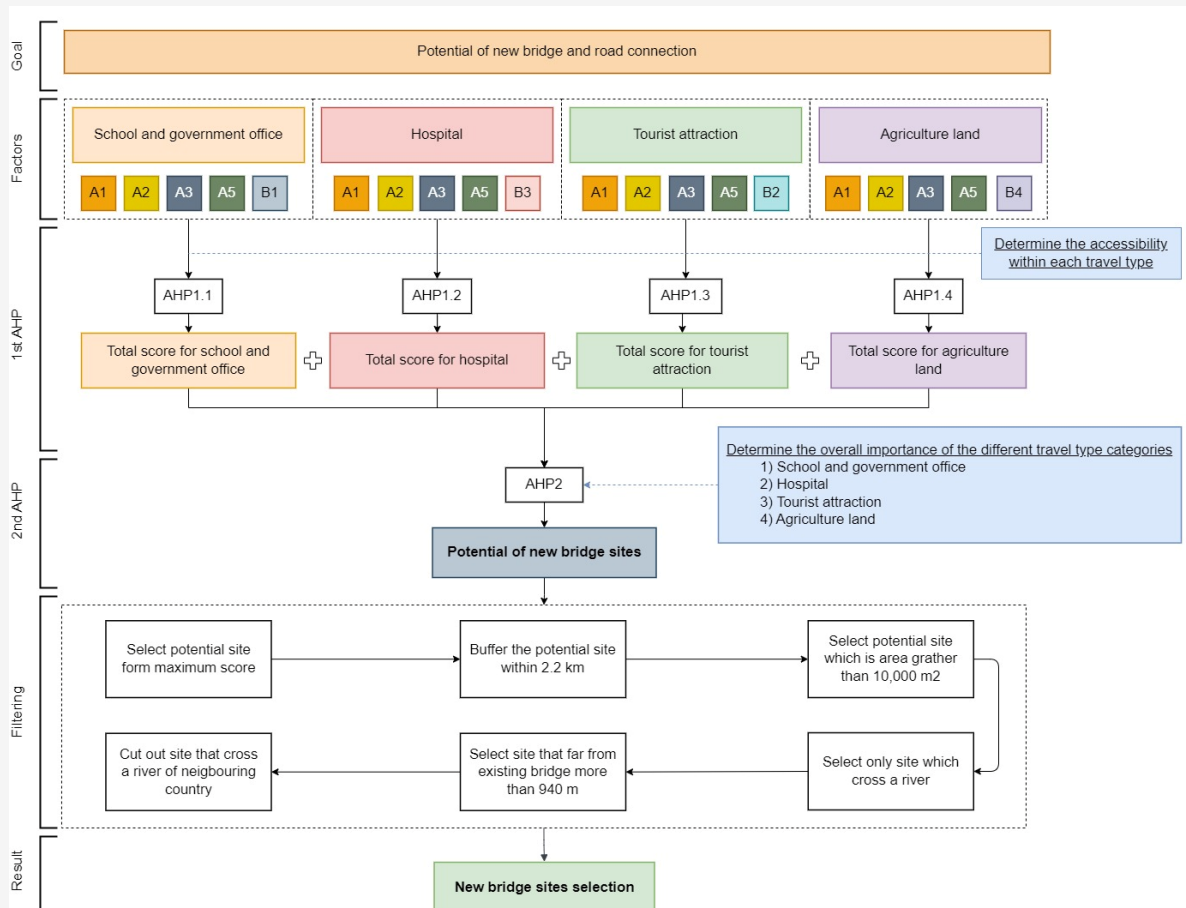 Goal
Potential of new bridge and road connection
Factors
School and government office
Hospital
Tourist attraction
Agriculture land
A1 A2 A3 A5 B1
A1 A2 A3 A5 B3
A1 A2 A3 A5 B2
A1 A2 A3 A5 B4
1st AHP
Determine the accessibility
within each travel type
AHP1.1
AHP1.2
AHP1.3
AHP1.4
Total score for school and
government office
Total score for hospital
Total score for tourist
attraction
Total score for agriculture
land
2nd AHP
Determine the overall importance of the different travel type categories
1) School and government office
2) Hospital
3) Tourist attraction
4) Agriculture land
AHP2
Potential of new bridge sites
Filtering
Select potential site
form maximum score
Buffer the potential site
within 2.2 km
Select potential site
which is area grather
than 10,000 m2
Select only site which
cross a river
Select site that far from
existing bridge more
than 940 m
Cut out site that cross
a river of neigbouring
country
Result
New bridge sites selection